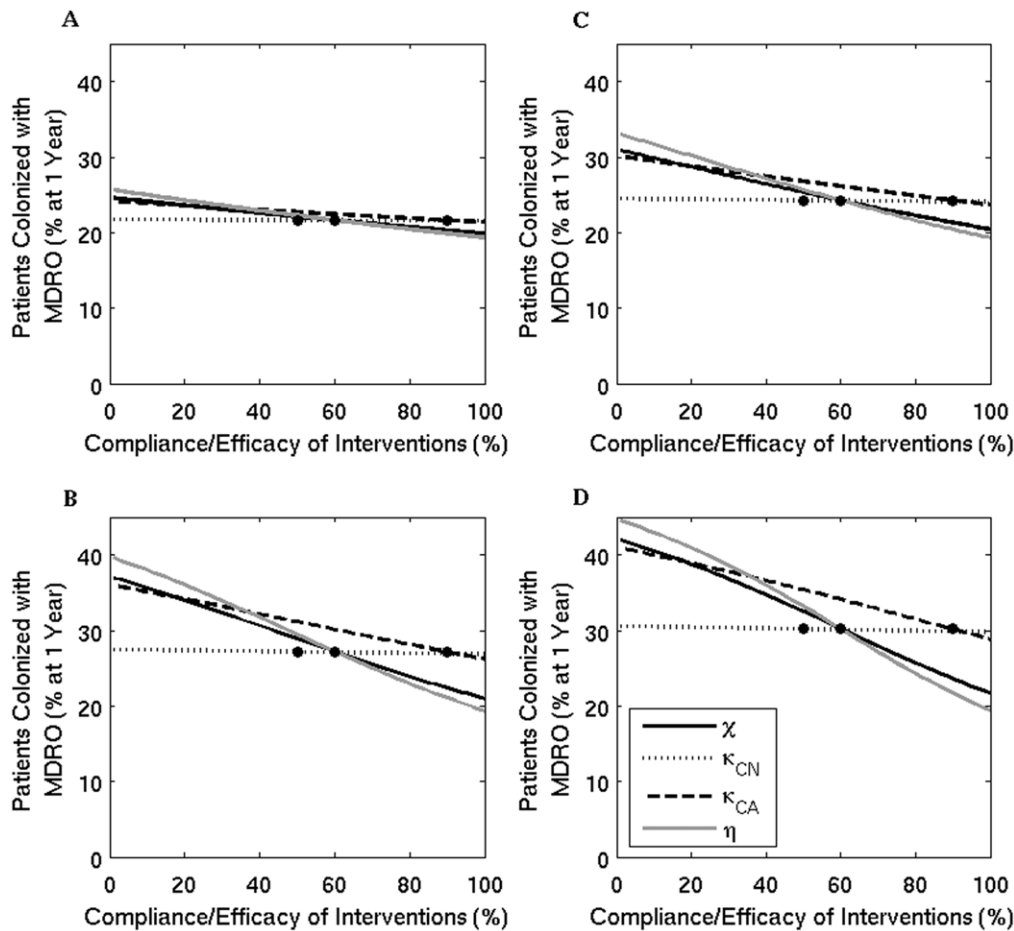 A
Patients Colonized with
MDRO (% at 1 Year)
40
30
20
10
0
0 20 40 60 80 100
Compliance/Efficacy of Interventions (%)
C
Patients Colonized with
MDRO (% at 1 Year)
40
30
20
10
0
0 20 40 60 80 100
Compliance/Efficacy of Interventions (%)
B
Patients Colonized with
MDRO (% at 1 Year)
40
30
20
10
0
0 20 40 60 80 100
Compliance/Efficacy of Interventions (%)
D
Patients Colonized with
MDRO (% at 1 Year)
40
30
20
10
0
0 20 40 60 80 100
Compliance/Efficacy of Interventions (%)
χ
κCN
κCA
η